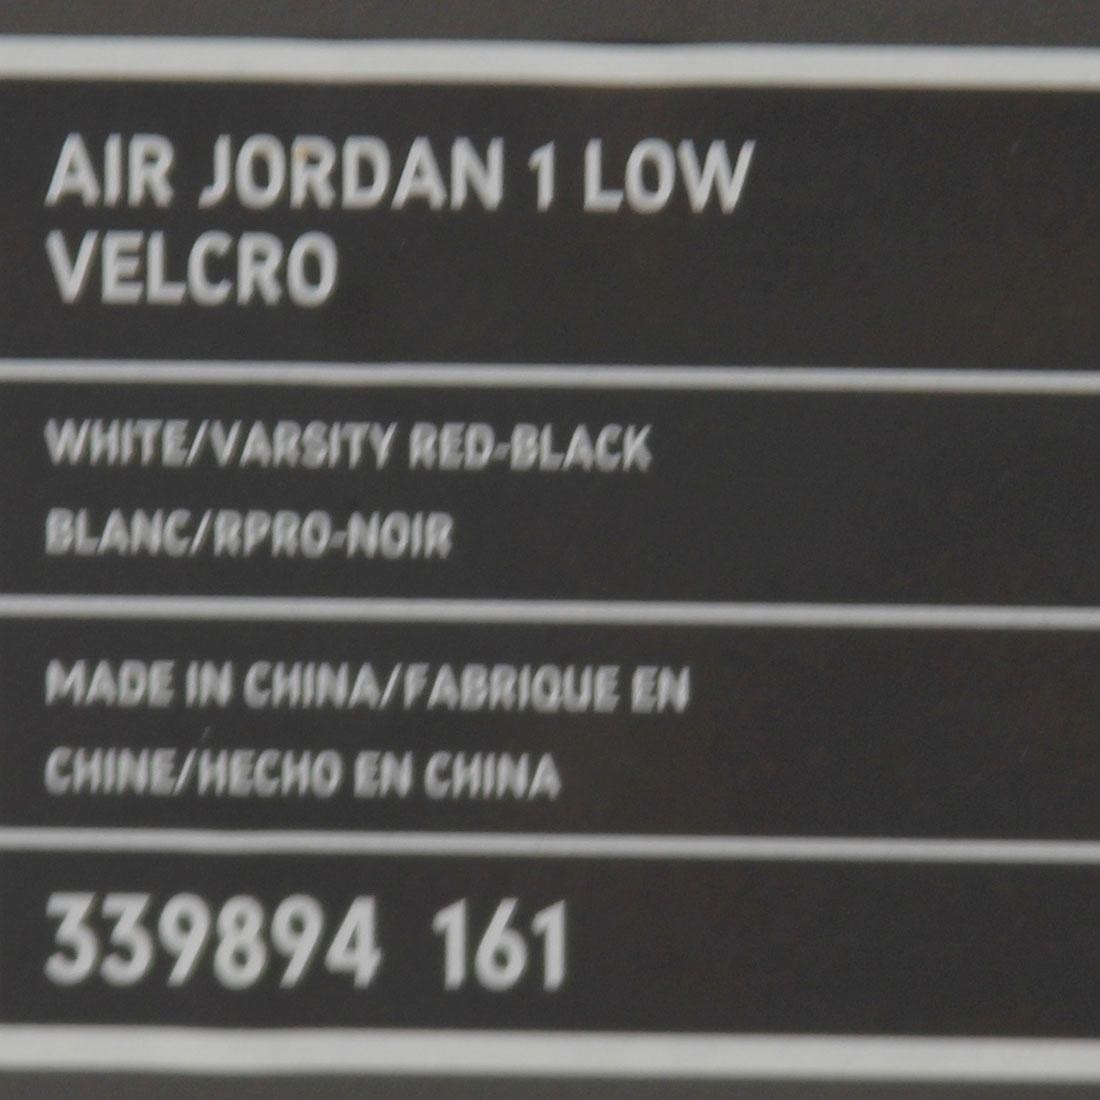 AIR JORDAN 1 LOW
VELCRO
WHITE/VARSITY RED-BLACK
BLANC/RPRO-NOIR
MADE IN CHINA/FABRIQUE EN
CHINE/HECHO EN CHINA
339894 161